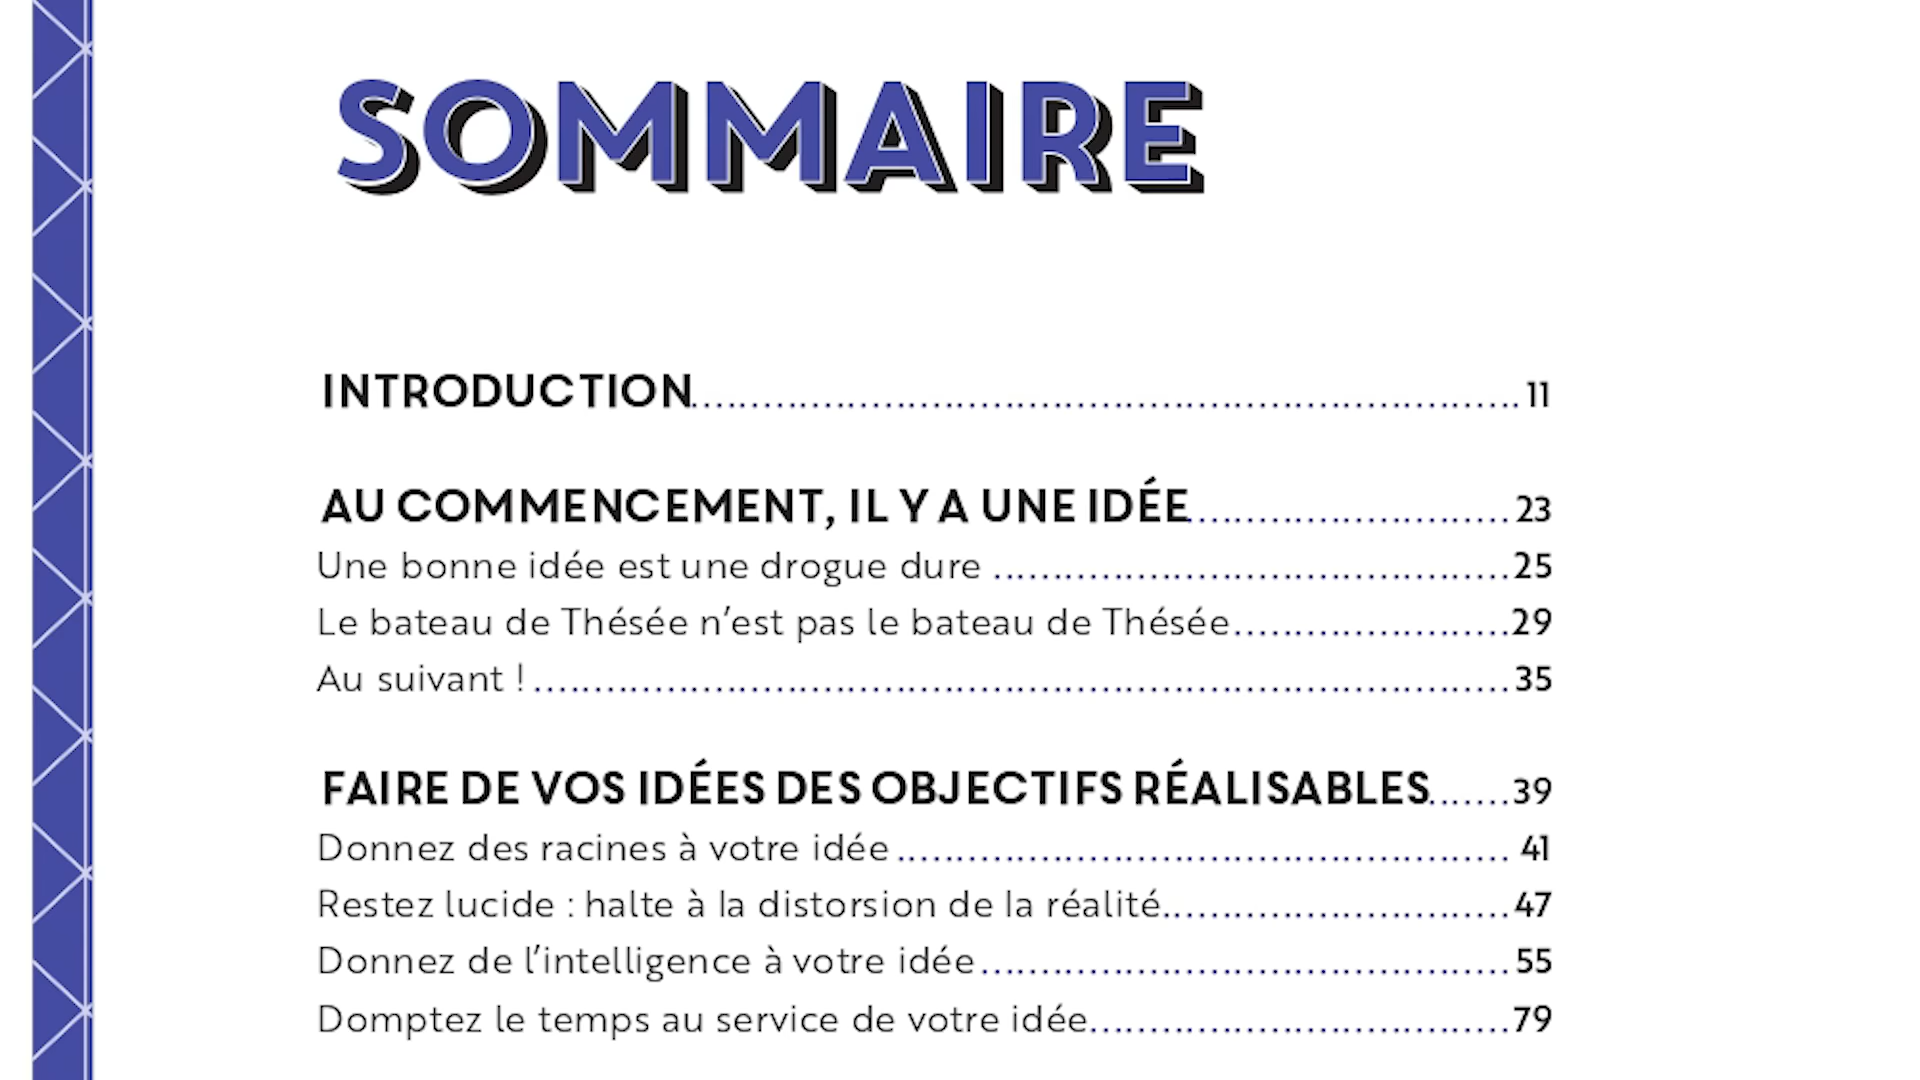 SOMMAIRE
INTRODUCTION..........11
AU COMMENCEMENT, IL Y A UNE IDÉE..........23
Une bonne idée est une drogue dure ..........25
Le bateau de Thésée n’est pas le bateau de Thésée..........29
Au suivant ! ..........35
FAIRE DE VOS IDÉES DES OBJECTIFS RÉALISABLES.......39
Donnez des racines à votre idée .......... 41
Restez lucide : halte à la distorsion de la réalité..........47
Donnez de l’intelligence à votre idée..........55
Domptez le temps au service de votre idée..........79